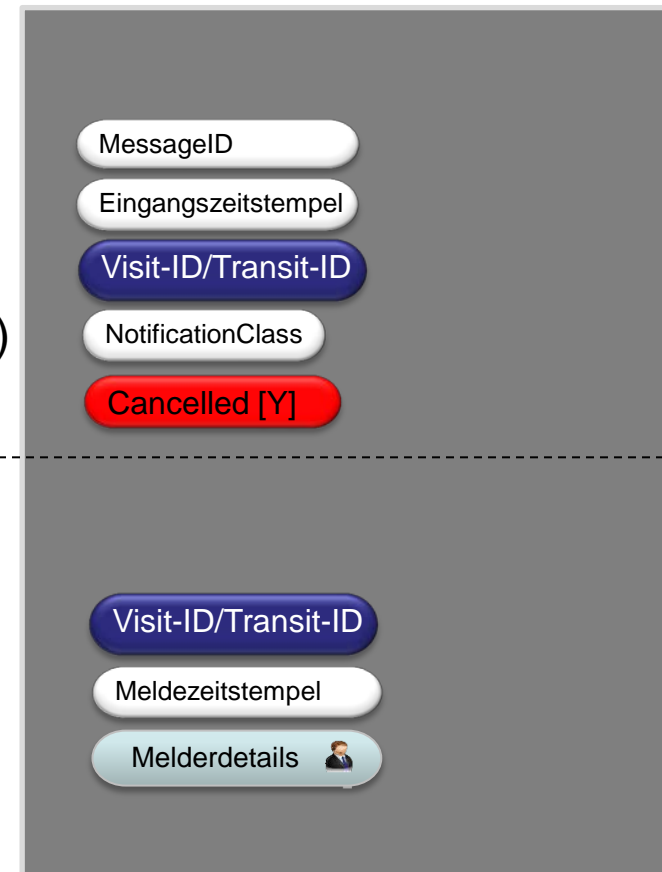 MessageID
Eingangszeitstempel
Visit-ID/Transit-ID
)
NotificationClass
Cancelled [Y]
Visit-ID/Transit-ID
Meldezeitstempel
Melderdetails